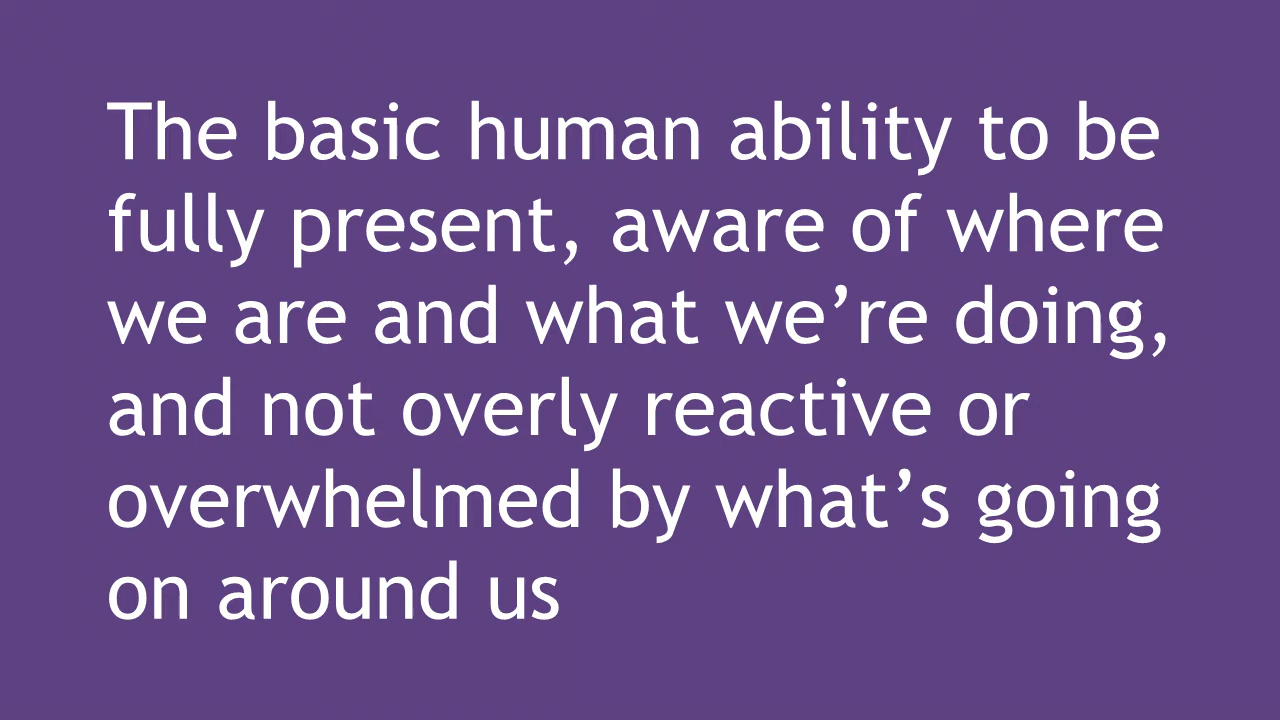 The basic human ability to be
fully present, aware of where
we are and what we’re doing,
and not overly reactive or
overwhelmed by what’s going
on around us